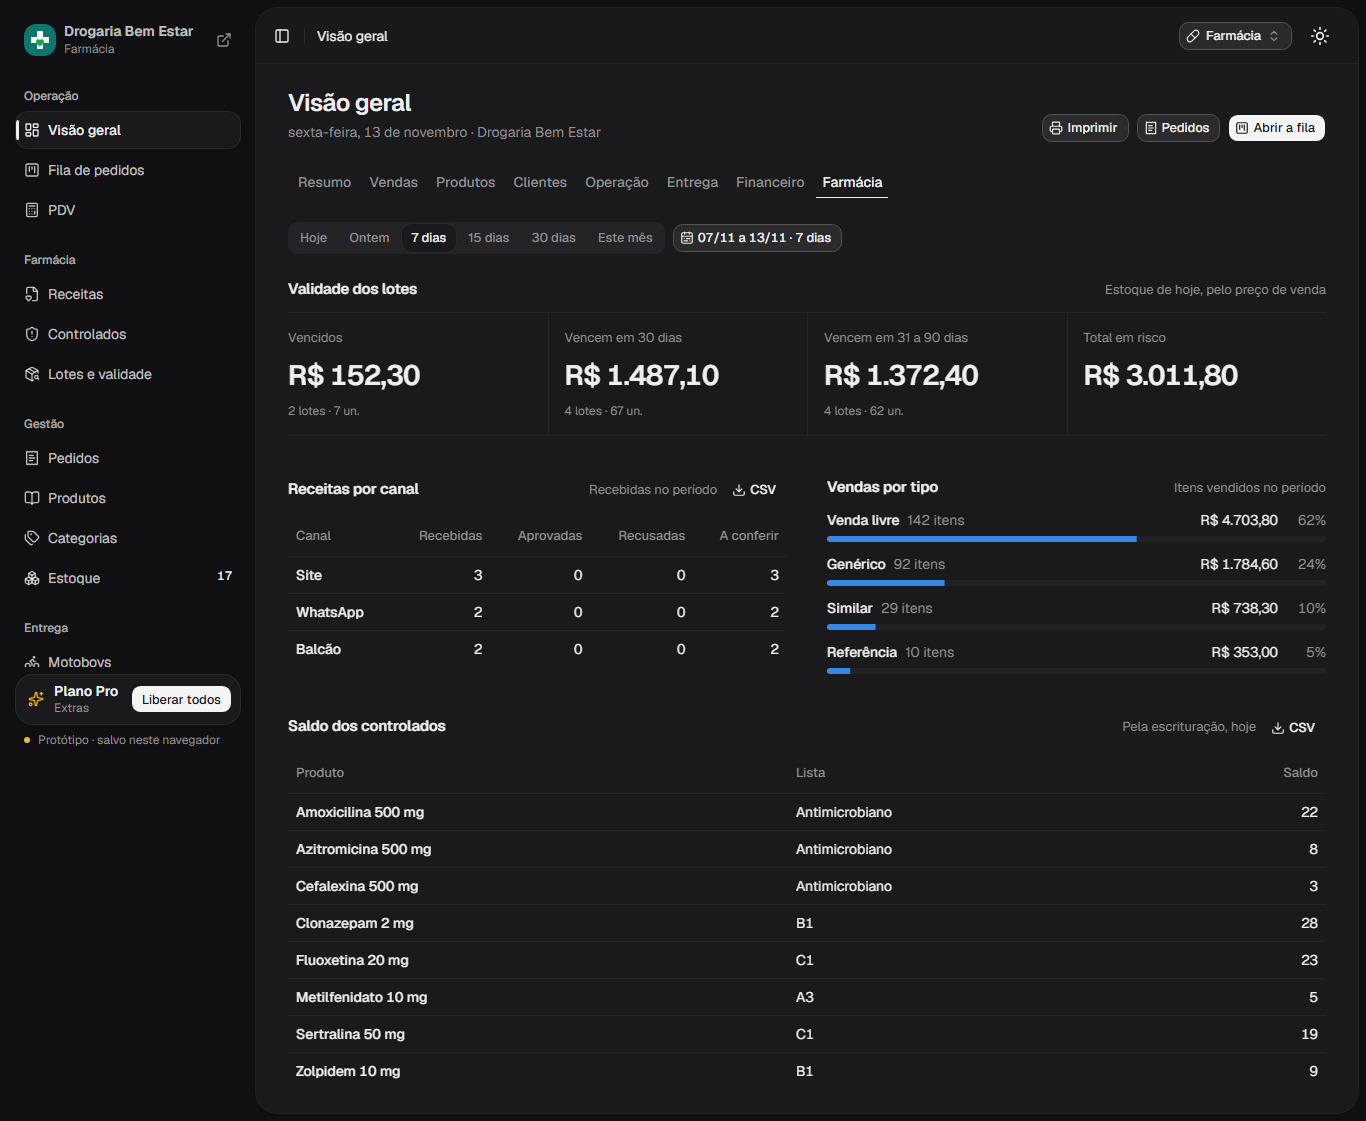 Drogaria Bem Estar
Farmácia
Operação
Visão geral
Fila de pedidos
PDV
Farmácia
Receitas
Controlados
Lotes e validade
Gestão
Pedidos
Produtos
Categorias
Estoque 17
Entrega
Motoboys
Plano Pro
Extras
Liberar todos
Protótipo · salvo neste navegador
Visão geral
Farmácia
Visão geral
sexta-feira, 13 de novembro · Drogaria Bem Estar
Imprimir Pedidos Abrir a fila
Resumo Vendas Produtos Clientes Operação Entrega Financeiro Farmácia
Hoje Ontem 7 dias 15 dias 30 dias Este mês 07/11 a 13/11 · 7 dias
Validade dos lotes Estoque de hoje, pelo preço de venda
Vencidos
R$ 152,30
2 lotes · 7 un.
Vencem em 30 dias
R$ 1.487,10
4 lotes · 67 un.
Vencem em 31 a 90 dias
R$ 1.372,40
4 lotes · 62 un.
Total em risco
R$ 3.011,80
Receitas por canal Recebidas no período CSV
Canal Recebidas Aprovadas Recusadas A conferir
Site 3 0 0 3
WhatsApp 2 0 0 2
Balcão 2 0 0 2
Vendas por tipo Itens vendidos no período
Venda livre 142 itens R$ 4.703,80 62%
Genérico 92 itens R$ 1.784,60 24%
Similar 29 itens R$ 738,30 10%
Referência 10 itens R$ 353,00 5%
Saldo dos controlados Pela escrituração, hoje CSV
Produto Lista Saldo
Amoxicilina 500 mg Antimicrobiano 22
Azitromicina 500 mg Antimicrobiano 8
Cefalexina 500 mg Antimicrobiano 3
Clonazepam 2 mg B1 28
Fluoxetina 20 mg C1 23
Metilfenidato 10 mg A3 5
Sertralina 50 mg C1 19
Zolpidem 10 mg B1 9